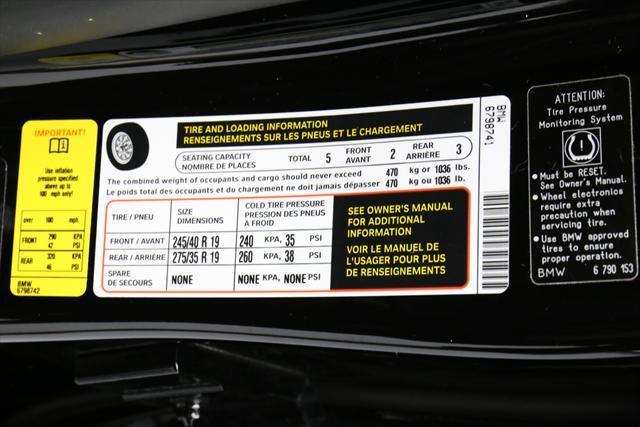 IMPORTANT!
Use inflation
pressure specified
above up to
100 mph only!
over 100 mph:
FRONT 290 KPA
42 PSI
REAR 320 KPA
46 PSI
BMW
6798742
TIRE AND LOADING INFORMATION
RENSEIGNEMENTS SUR LES PNEUS ET LE CHARGEMENT
SEATING CAPACITY
NOMBRE DE PLACES
TOTAL 5
FRONT
AVANT
2
REAR
ARRIÈRE
3
The combined weight of occupants and cargo should never exceed 470 kg or 1036 lbs.
Le poids total des occupants et du chargement ne doit jamais dépasser 470 kg ou 1036 lb.
TIRE / PNEU
SIZE
DIMENSIONS
COLD TIRE PRESSURE
PRESSION DES PNEUS
A FROID
FRONT / AVANT 245/40 R 19 240 KPA, 35 PSI
REAR / ARRIÈRE 275/35 R 19 260 KPA, 38 PSI
SPARE
DE SECOURS
NONE NONE KPA, NONE PSI
SEE OWNER'S MANUAL
FOR ADDITIONAL
INFORMATION
VOIR LE MANUEL DE
L'USAGER POUR PLUS
DE RENSEIGNEMENTS
BMW
6798741
ATTENTION:
Tire Pressure
Monitoring System
• Must be RESET.
See Owner's Manual.
• Wheel electronics
require extra
precaution when
servicing tire.
• Use BMW approved
tires to ensure
proper operation.
BMW 6 790 153